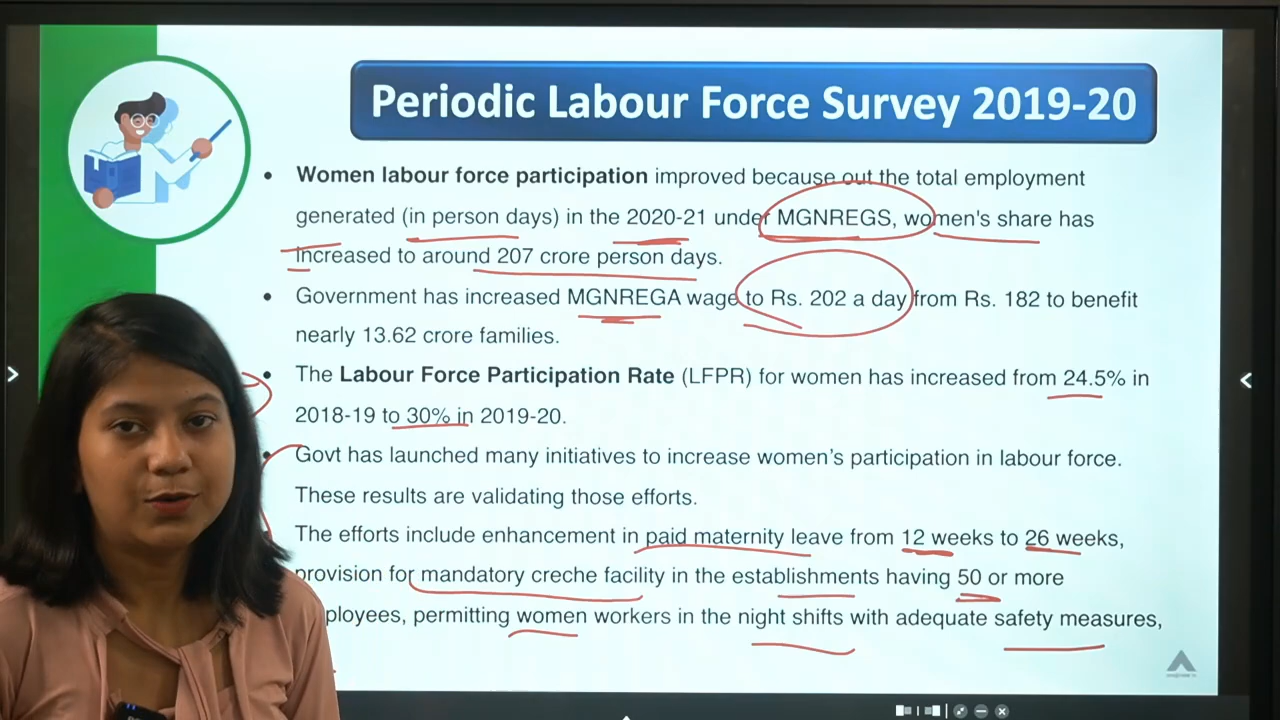 Periodic Labour Force Survey 2019-20
• Women labour force participation improved because out the total employment
generated (in person days) in the 2020-21 under MGNREGS, women's share has
increased to around 207 crore person days.
• Government has increased MGNREGA wage to Rs. 202 a day from Rs. 182 to benefit
nearly 13.62 crore families.
• The Labour Force Participation Rate (LFPR) for women has increased from 24.5% in
2018-19 to 30% in 2019-20.
• Govt has launched many initiatives to increase women’s participation in labour force.
These results are validating those efforts.
The efforts include enhancement in paid maternity leave from 12 weeks to 26 weeks,
provision for mandatory creche facility in the establishments having 50 or more
ployees, permitting women workers in the night shifts with adequate safety measures,